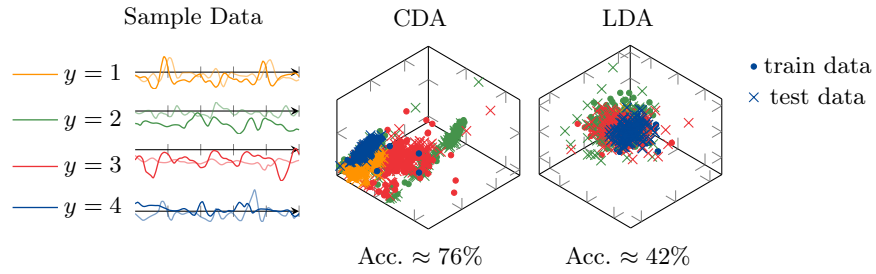 Sample Data
CDA
LDA
y = 1
y = 2
y = 3
y = 4
train data
test data
Acc. ≈ 76%
Acc. ≈ 42%